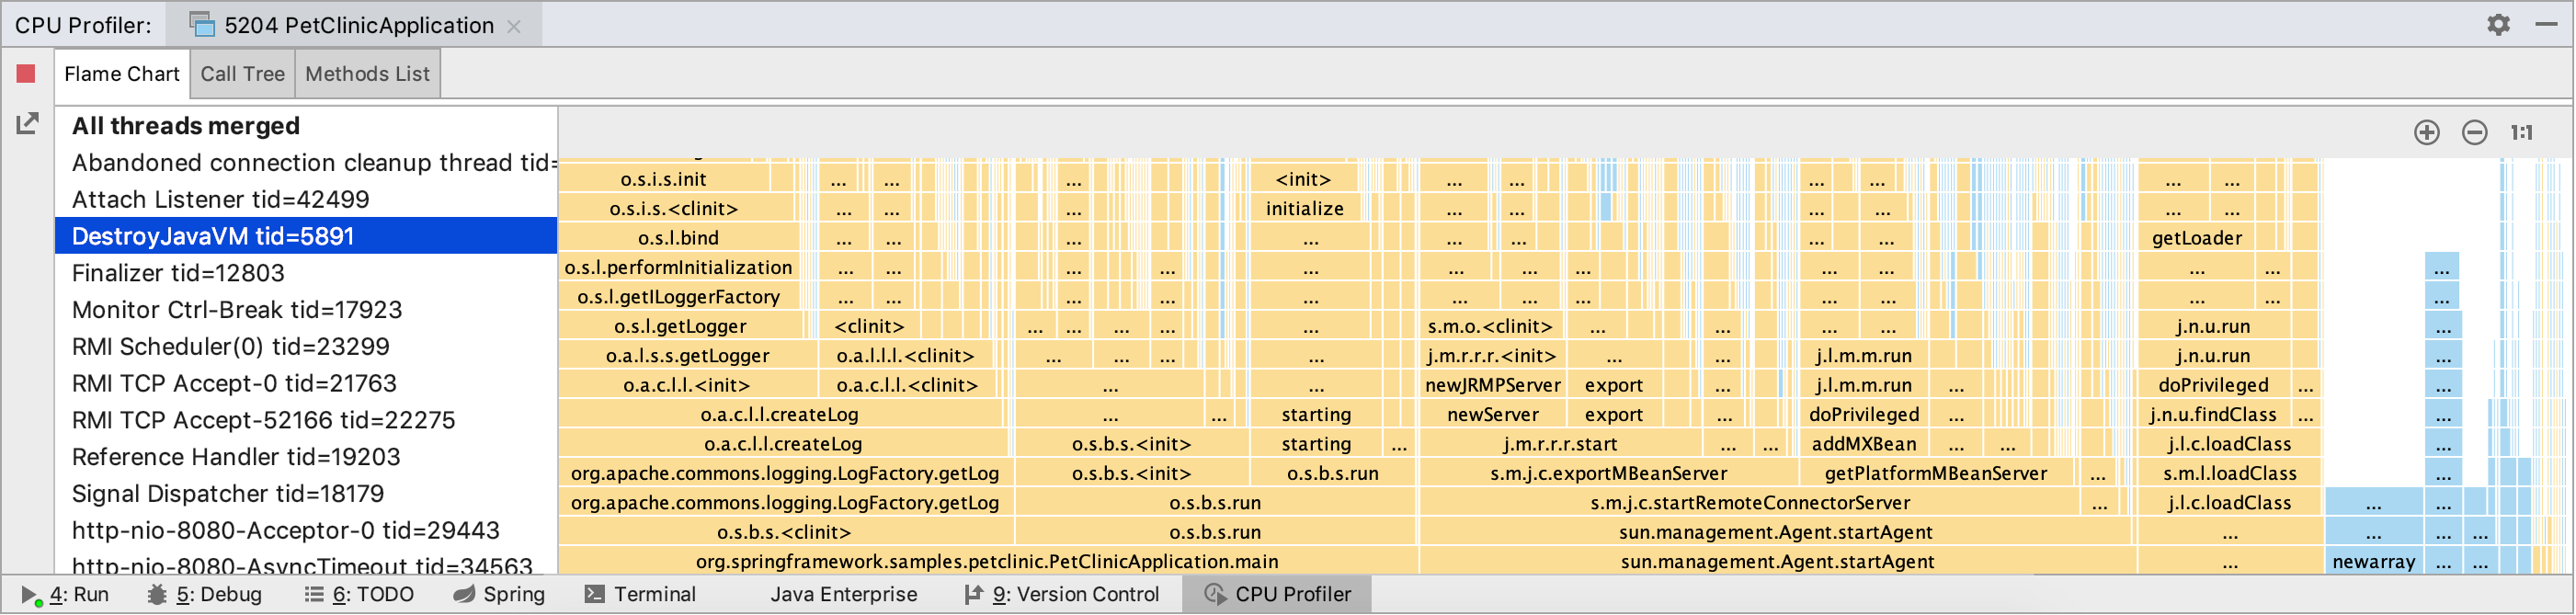 CPU Profiler: 5204 PetClinicApplication
Flame Chart Call Tree Methods List
All threads merged
Abandoned connection cleanup thread tid=
Attach Listener tid=42499
DestroyJavaVM tid=5891
Finalizer tid=12803
Monitor Ctrl-Break tid=17923
RMI Scheduler(0) tid=23299
RMI TCP Accept-0 tid=21763
RMI TCP Accept-52166 tid=22275
Reference Handler tid=19203
Signal Dispatcher tid=18179
http-nio-8080-Acceptor-0 tid=29443
http-nio-8080-AsyncTimeout tid=34563
1:1
o.s.i.s.init ... ... ... <init> ... ... ... ... ... ...
o.s.i.s.<clinit> ... ... ... initialize ... ... ... ... ... ...
o.s.l.bind ... ... ... ... ... ... ... ... getLoader
o.s.l.performInitialization ... ... ... ... ... ... ... ... ... ... ... ... ...
o.s.l.getILoggerFactory ... ... ... ... ... ... ... ... ... ... ... ... ...
o.s.l.getLogger <clinit> ... ... ... ... ... s.m.o.<clinit> ... ... ... ... j.n.u.run ...
o.a.l.s.s.getLogger o.a.l.l.l.<clinit> ... ... ... ... j.m.r.r.r.<init> ... ... j.l.m.m.run j.n.u.run ...
o.a.c.l.l.<init> o.a.c.l.l.<clinit> ... ... newJRMPServer export ... j.l.m.m.run ... doPrivileged ... ...
o.a.c.l.l.createLog ... ... starting newServer export ... doPrivileged ... j.n.u.findClass ... ...
o.a.c.l.l.createLog o.s.b.s.<init> starting ... j.m.r.r.r.start ... ... addMXBean ... ... j.l.c.loadClass ...
org.apache.commons.logging.LogFactory.getLog o.s.b.s.<init> o.s.b.s.run s.m.j.c.exportMBeanServer getPlatformMBeanServer ... s.m.l.loadClass ...
org.apache.commons.logging.LogFactory.getLog o.s.b.s.run s.m.j.c.startRemoteConnectorServer ... j.l.c.loadClass ... ...
o.s.b.s.<clinit> o.s.b.s.run sun.management.Agent.startAgent ... ... ... ...
org.springframework.samples.petclinic.PetClinicApplication.main sun.management.Agent.startAgent ... newarray ... ...
4: Run 5: Debug 6: TODO Spring Terminal Java Enterprise 9: Version Control CPU Profiler